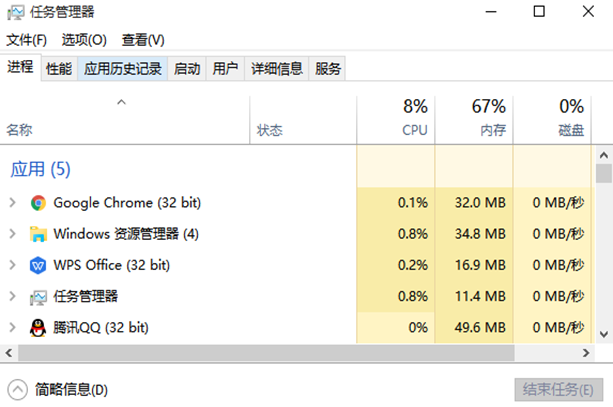 任务管理器
文件(F) 选项(O) 查看(V)
进程 性能 应用历史记录 启动 用户 详细信息 服务
8% 67% 0%
名称 状态 CPU 内存 磁盘
应用 (5)
Google Chrome (32 bit) 0.1% 32.0 MB 0 MB/秒
Windows 资源管理器 (4) 0.8% 34.8 MB 0 MB/秒
WPS Office (32 bit) 0.2% 16.9 MB 0 MB/秒
任务管理器 0.8% 11.4 MB 0 MB/秒
腾讯QQ (32 bit) 0% 49.6 MB 0 MB/秒
简略信息(D) 结束任务(E)